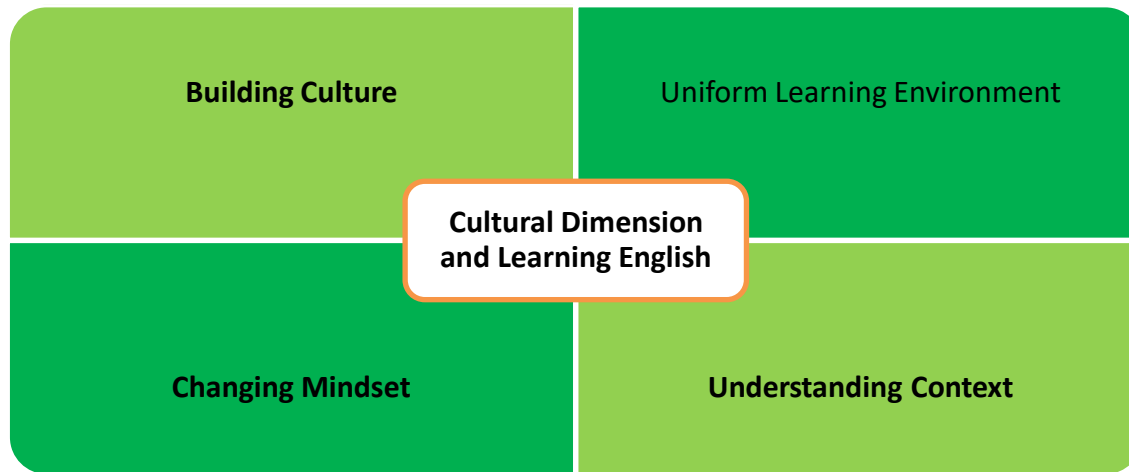 Building Culture
Uniform Learning Environment
Cultural Dimension
and Learning English
Changing Mindset
Understanding Context